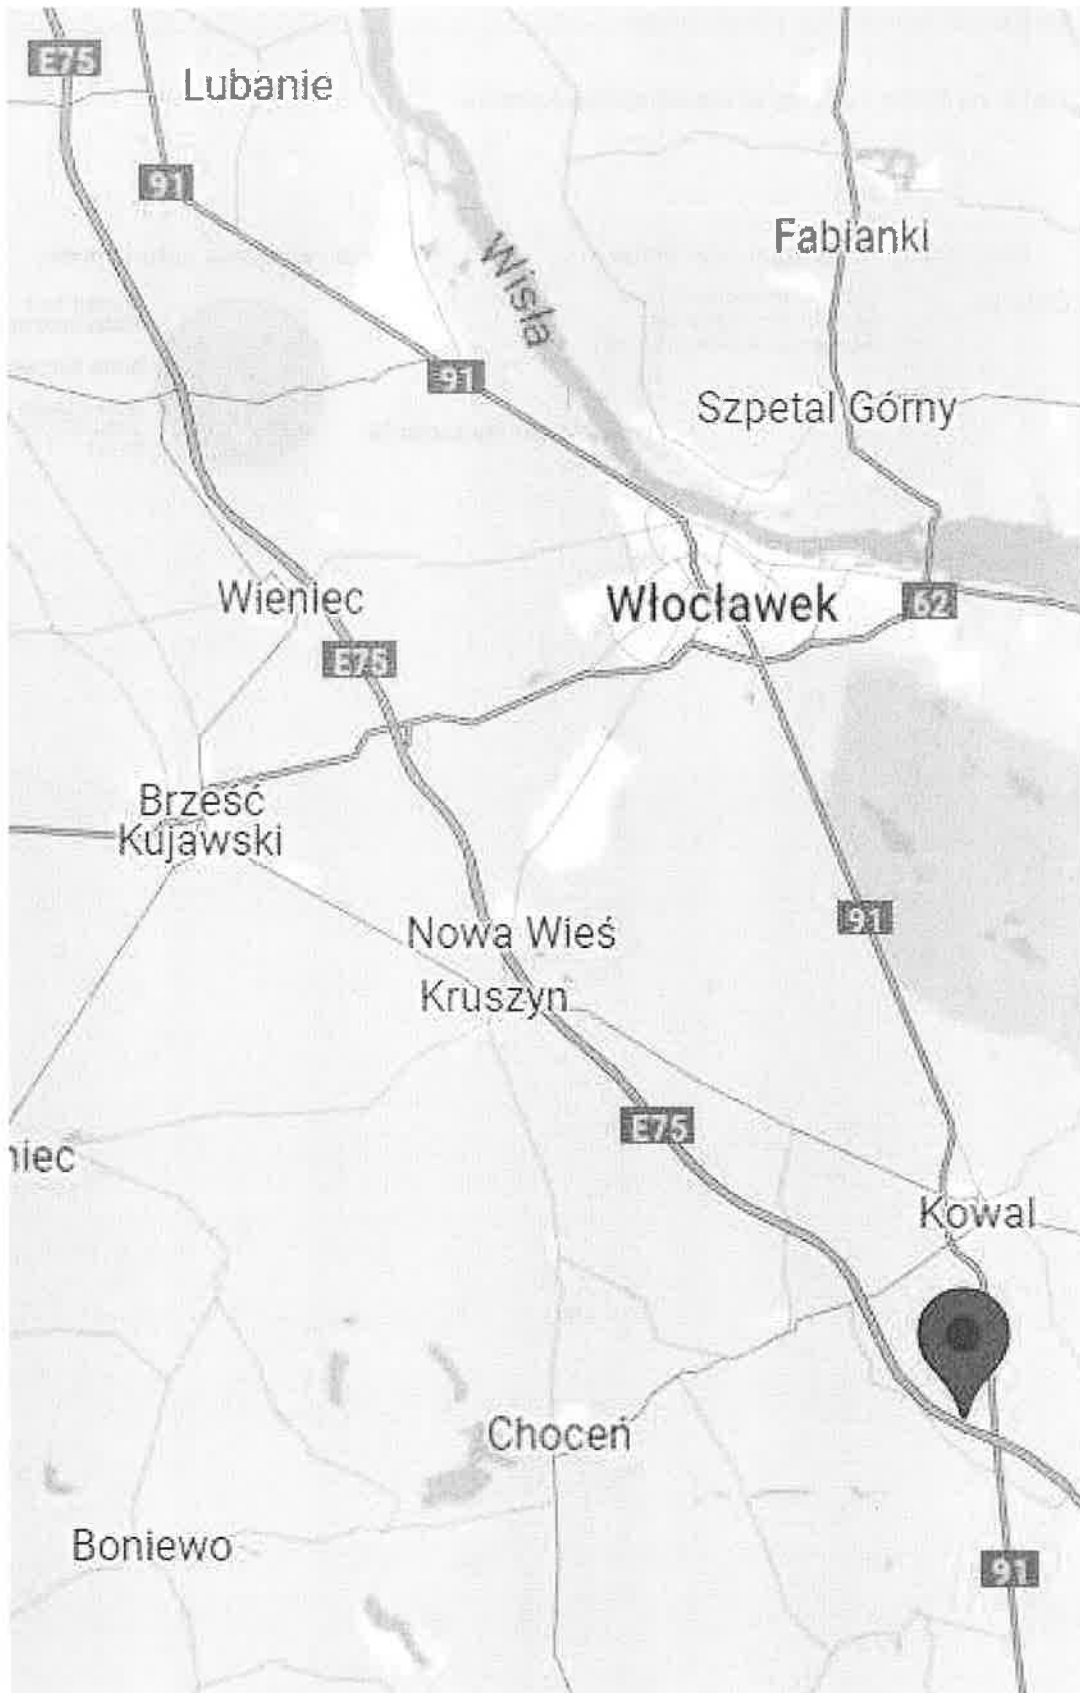 E75
Lubanie
91
Fabianki
Wisła
91
Szpetal Górny
Wieniec
Włocławek
62
E75
Brześć
Kujawski
91
Nowa Wieś
Kruszyn
E75
niec
Kowal
Choceń
Boniewo
91